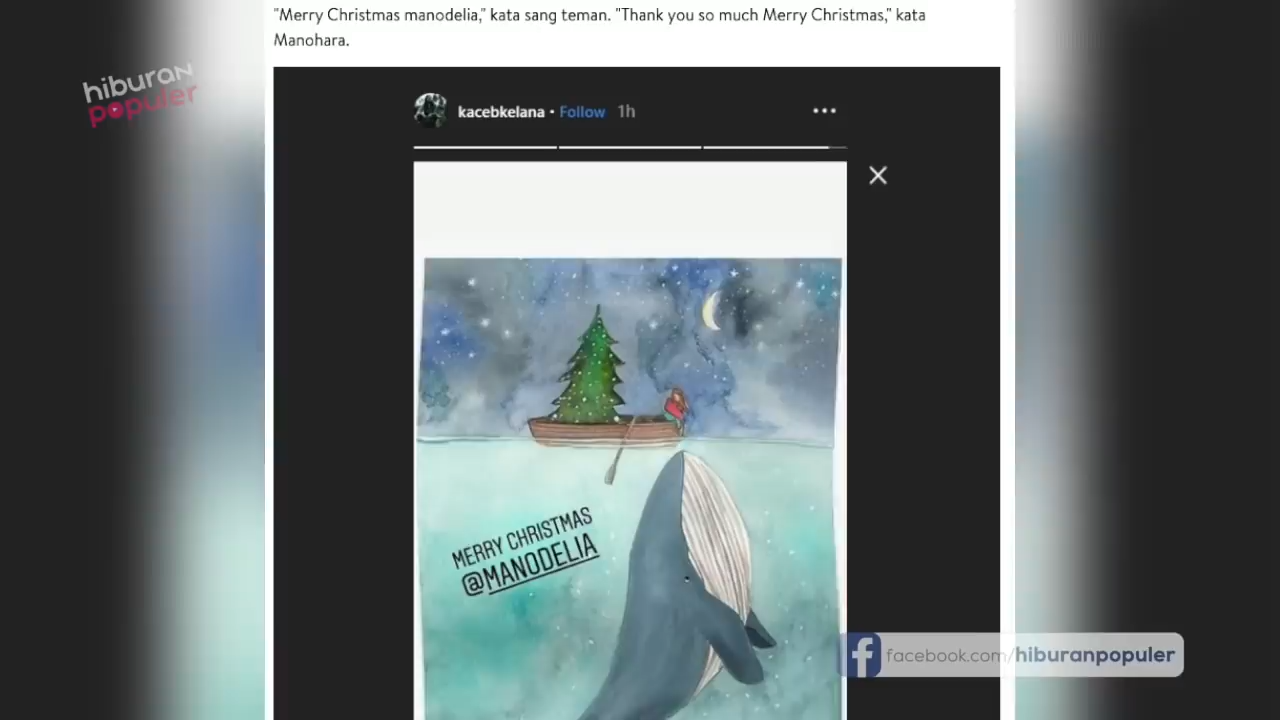 "Merry Christmas manodelia," kata sang teman. "Thank you so much Merry Christmas," kata
Manohara.
hiburan
populer
kacebkelana • Follow 1h
MERRY CHRISTMAS
@MANODELIA
facebook.com/hiburanpopuler